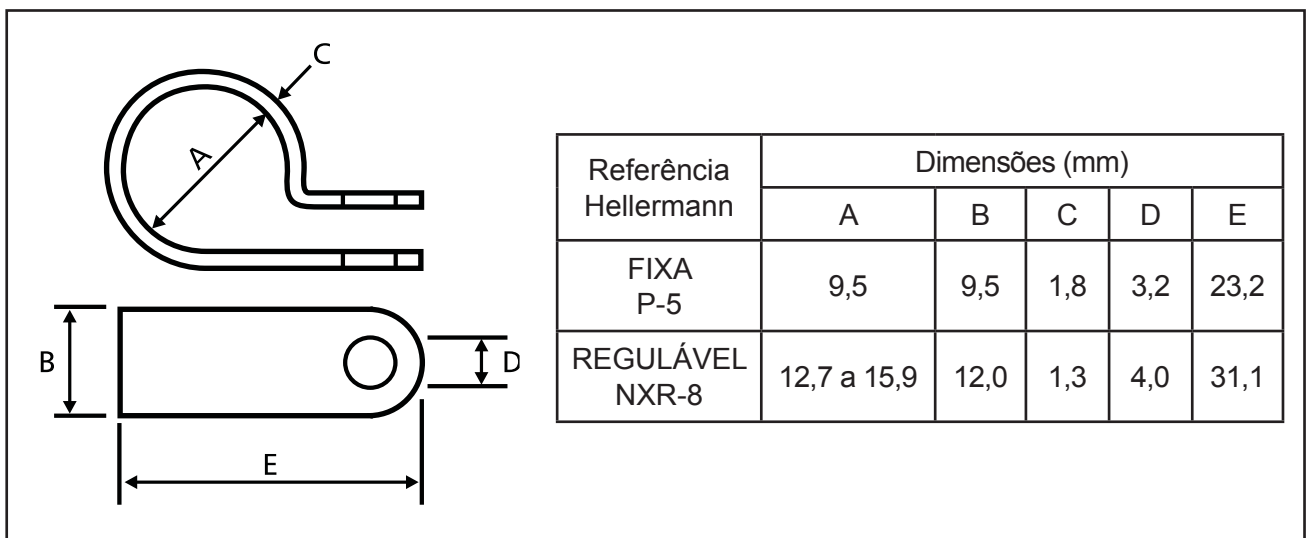 C
A
B
D
E
Referência
Hellermann
Dimensões (mm)
A B C D E
FIXA
P-5
9,5 9,5 1,8 3,2 23,2
REGULÁVEL
NXR-8
12,7 a 15,9 12,0 1,3 4,0 31,1